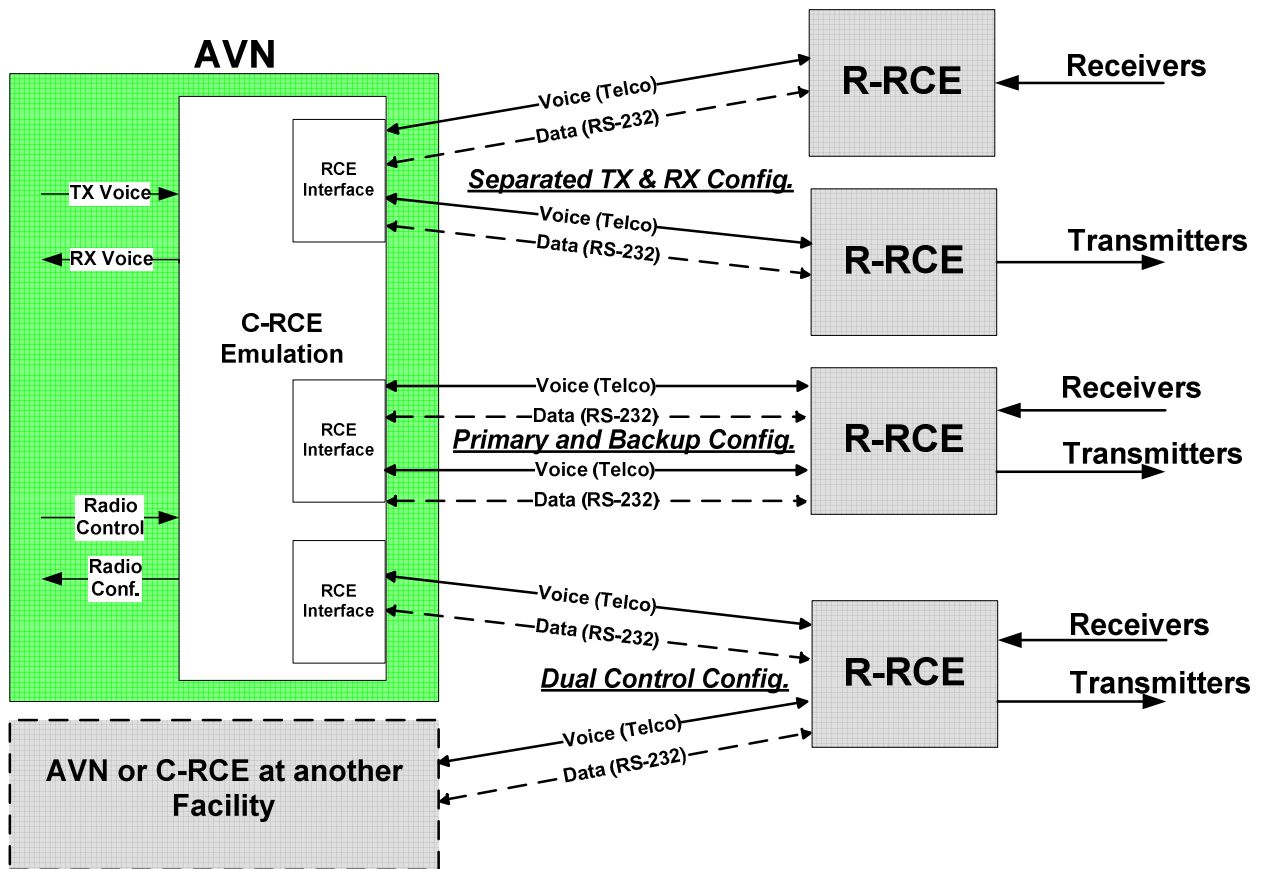 AVN
TX Voice
RX Voice
C-RCE
Emulation
Radio
Control
Radio
Conf.
RCE
Interface
Voice (Telco)
Data (RS-232)
Separated TX & RX Config.
Voice (Telco)
Data (RS-232)
R-RCE
Receivers
R-RCE
Transmitters
RCE
Interface
Voice (Telco)
Data (RS-232)
Primary and Backup Config.
Voice (Telco)
Data (RS-232)
R-RCE
Receivers
Transmitters
RCE
Interface
Voice (Telco)
Data (RS-232)
Dual Control Config.
Voice (Telco)
Data (RS-232)
R-RCE
Receivers
Transmitters
AVN or C-RCE at another
Facility